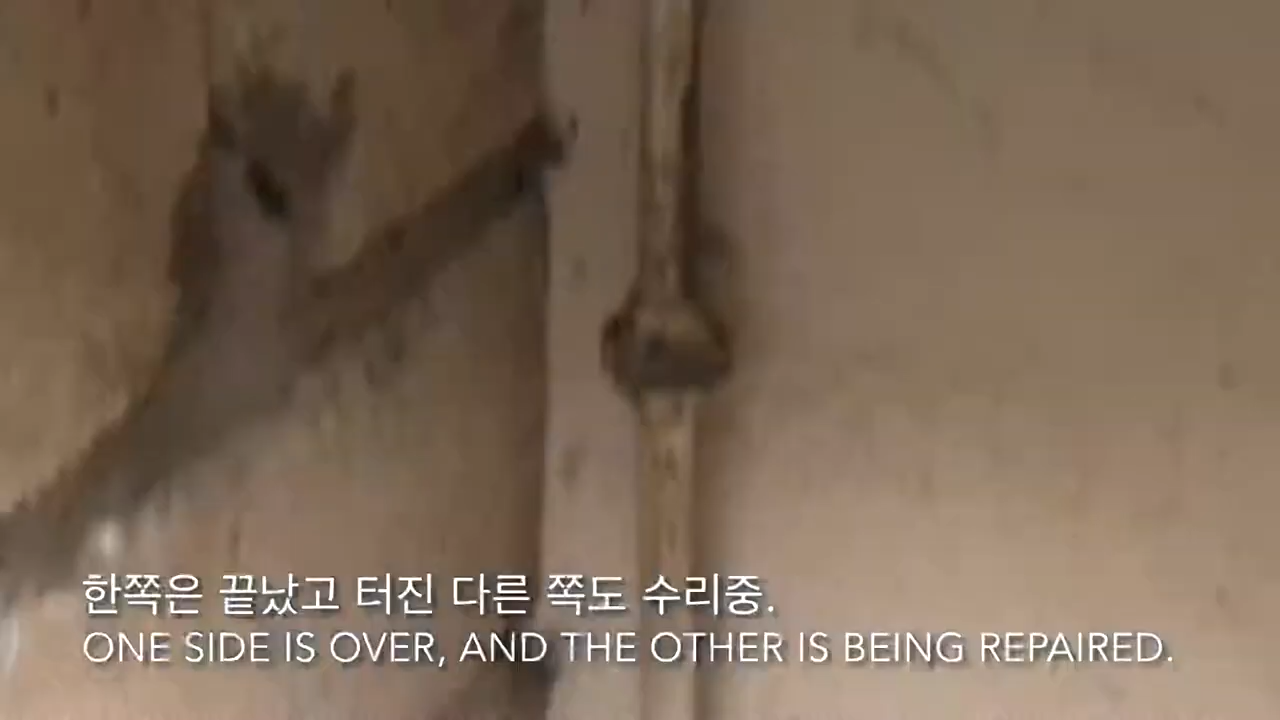 한쪽은 끝났고 터진 다른 쪽도 수리중.
ONE SIDE IS OVER, AND THE OTHER IS BEING REPAIRED.